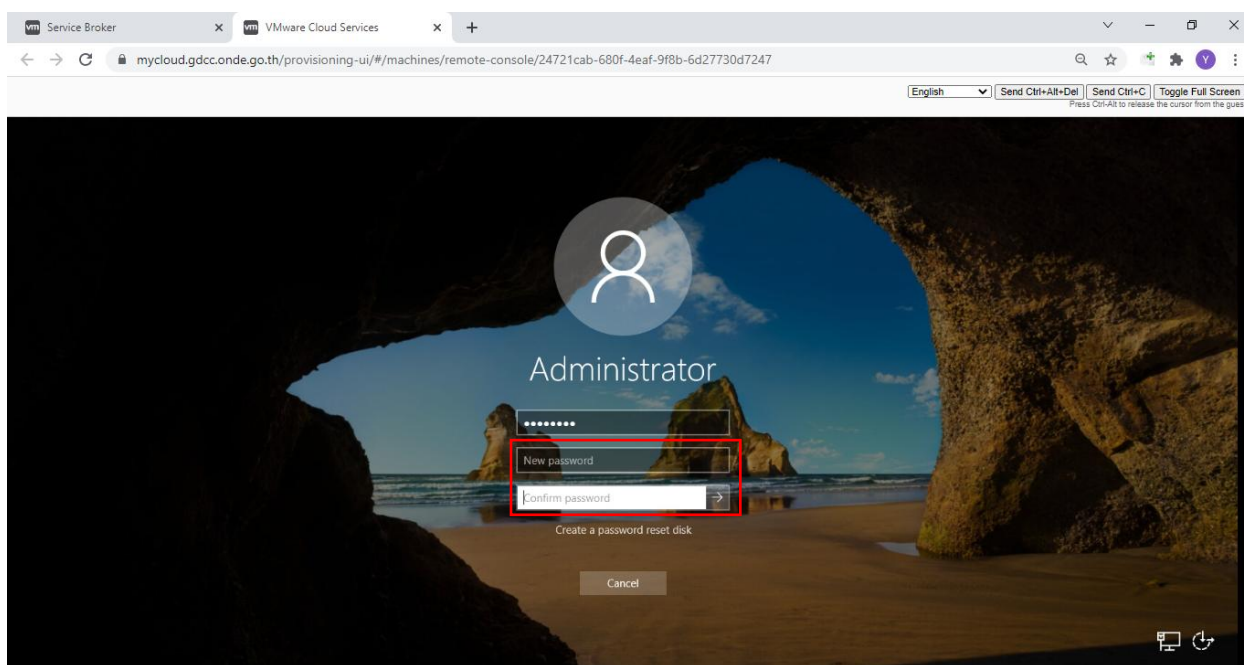 vm Service Broker
vm VMware Cloud Services
mycloud.gdcc.onde.go.th/provisioning-ui/#/machines/remote-console/24721cab-680f-4eaf-9f8b-6d27730d7247
Y
English Send Ctrl+Alt+Del Send Ctrl+C Toggle Full Screen
Press Ctrl-Alt to release the cursor from the gues
Administrator
New password
Confirm password
Create a password reset disk
Cancel